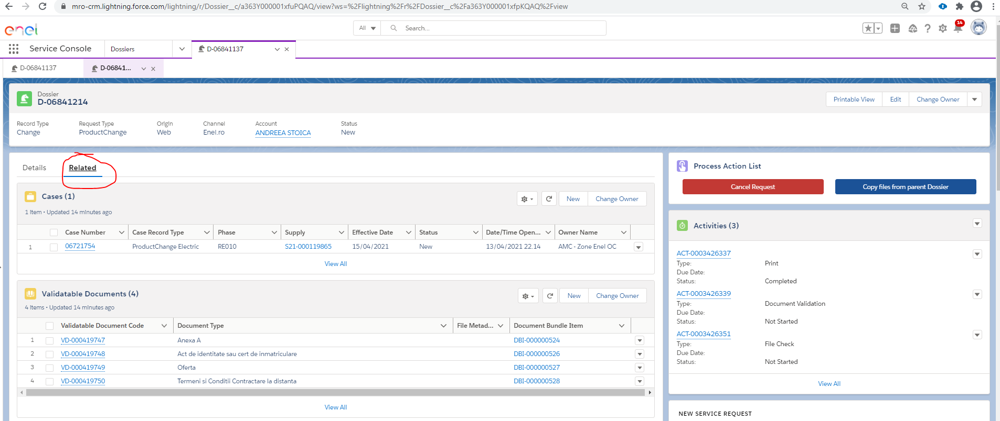 mro-crm.lightning.force.com/lightning/r/Dossier__c/a363Y000001xfuPQAQ/view?ws=%2Flightning%2Fr%2FDossier__c%2Fa363Y000001xfpKQAQ%2Fview
enel All Search... 14
Service Console Dossiers D-06841137
D-06841137 D-06841...
Dossier
D-06841214
Printable View Edit Change Owner
Record Type Request Type Origin Channel Account Status
Change ProductChange Web Enel.ro ANDREEA STOICA New
Details Related
Cases (1)
New Change Owner
1 item • Updated 14 minutes ago
Case Number Case Record Type Phase Supply Effective Date Status Date/Time Open... Owner Name
1 06721754 ProductChange Electric RE010 S21-000119865 15/04/2021 New 13/04/2021 22.14 AMC - Zone Enel OC
View All
Validatable Documents (4)
New Change Owner
4 items • Updated 14 minutes ago
Validatable Document Code Document Type File Metad... Document Bundle Item
1 VD-000419747 Anexa A DBI-000000524
2 VD-000419748 Act de identitate sau cert de inmatriculare DBI-000000526
3 VD-000419749 Oferta DBI-000000527
4 VD-000419750 Termeni si Conditii Contractare la distanta DBI-000000528
View All
Process Action List
Cancel Request Copy files from parent Dossier
Activities (3)
ACT-0003426337
Type: Print
Due Date:
Status: Completed
ACT-0003426339
Type: Document Validation
Due Date:
Status: Not Started
ACT-0003426351
Type: File Check
Due Date:
Status: Not Started
View All
NEW SERVICE REQUEST